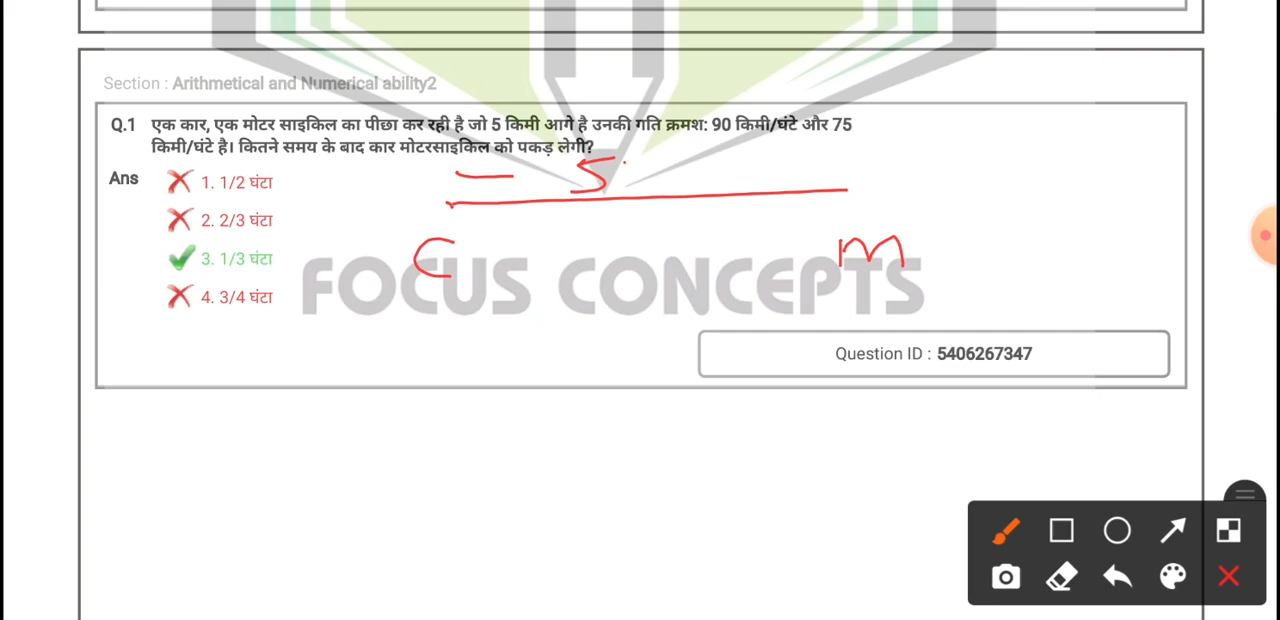 Section : Arithmetical and Numerical ability2
Q.1 एक कार, एक मोटर साइकिल का पीछा कर रही है जो 5 किमी आगे है उनकी गति क्रमश: 90 किमी/घंटे और 75
किमी/घंटे है। कितने समय के बाद कार मोटरसाइकिल को पकड़ लेगी?
5
Ans 1. 1/2 घंटा
2. 2/3 घंटा
C M
3. 1/3 घंटा
FOCUS CONCEPTS
4. 3/4 घंटा
Question ID : 5406267347